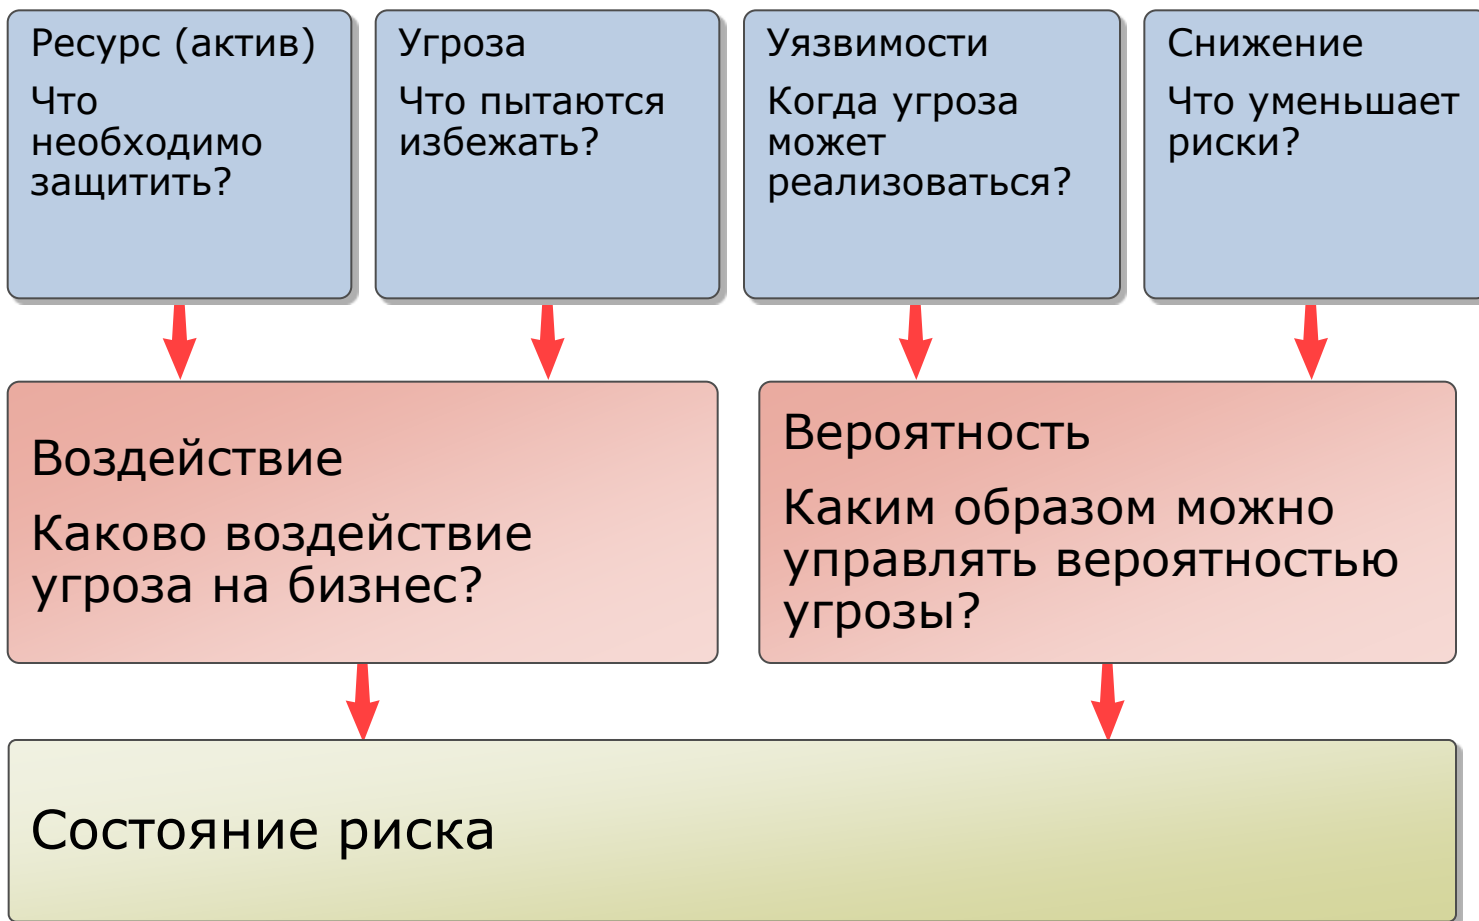 Ресурс (актив)
Что
необходимо
защитить?
Угроза
Что пытаются
избежать?
Уязвимости
Когда угроза
может
реализоваться?
Снижение
Что уменьшает
риски?
Воздействие
Каково воздействие
угроза на бизнес?
Вероятность
Каким образом можно
управлять вероятностью
угрозы?
Состояние риска